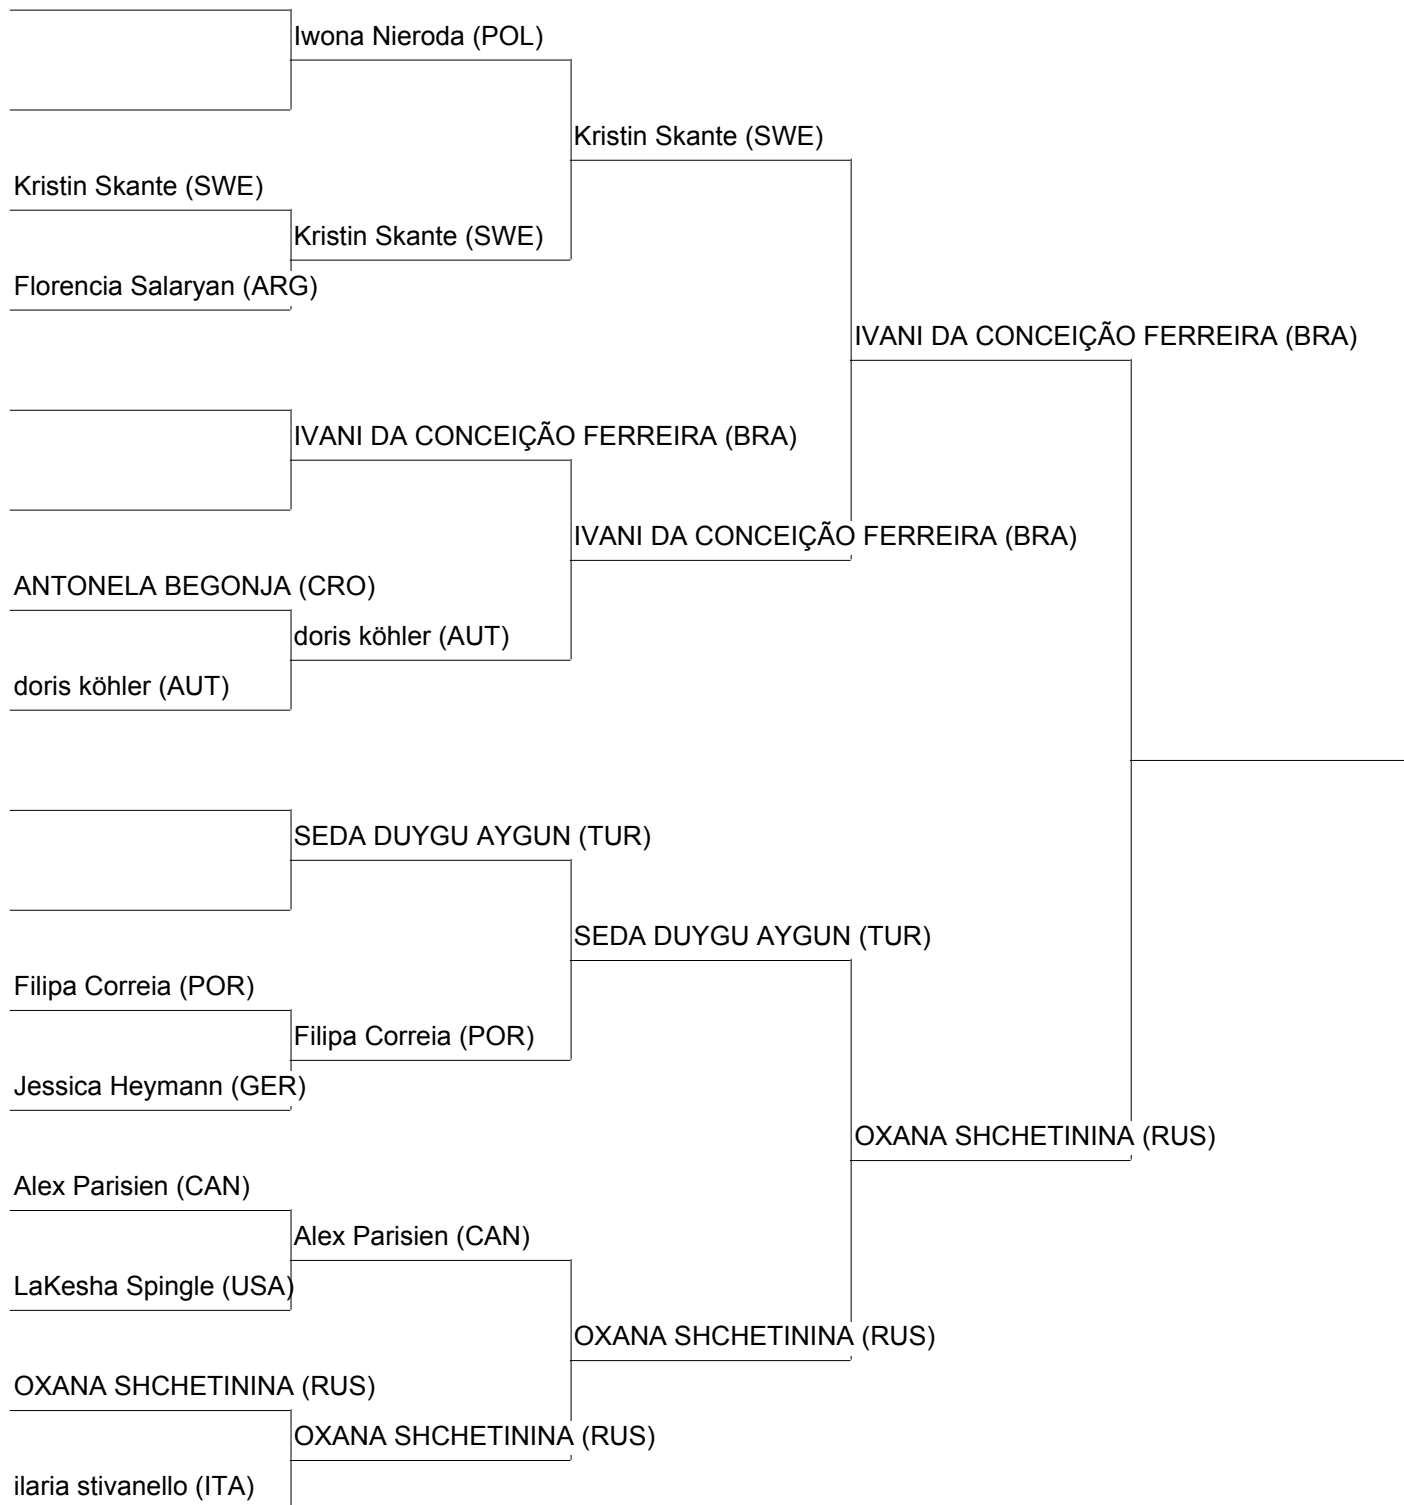 Iwona Nieroda (POL)
Kristin Skante (SWE)
Kristin Skante (SWE)
Kristin Skante (SWE)
Florencia Salaryan (ARG)
IVANI DA CONCEIÇÃO FERREIRA (BRA)
IVANI DA CONCEIÇÃO FERREIRA (BRA)
IVANI DA CONCEIÇÃO FERREIRA (BRA)
ANTONELA BEGONJA (CRO)
doris köhler (AUT)
doris köhler (AUT)
SEDA DUYGU AYGUN (TUR)
SEDA DUYGU AYGUN (TUR)
Filipa Correia (POR)
Filipa Correia (POR)
Jessica Heymann (GER)
OXANA SHCHETININA (RUS)
Alex Parisien (CAN)
Alex Parisien (CAN)
LaKesha Spingle (USA)
OXANA SHCHETININA (RUS)
OXANA SHCHETININA (RUS)
OXANA SHCHETININA (RUS)
ilaria stivanello (ITA)